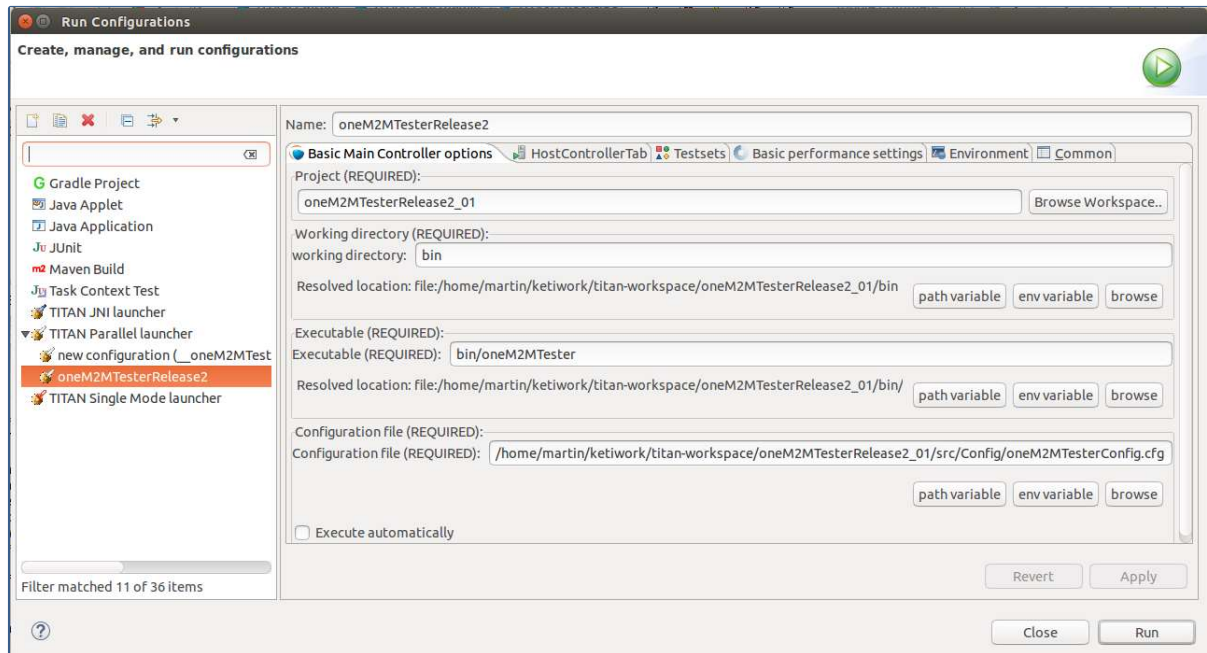 Run Configurations
Create, manage, and run configurations
Name: oneM2MTesterRelease2
Basic Main Controller options HostControllerTab Testsets Basic performance settings Environment Common
G Gradle Project
Java Applet
Java Application
Ju JUnit
m2 Maven Build
Ju Task Context Test
TITAN JNI launcher
TITAN Parallel launcher
new configuration (__oneM2MTest
oneM2MTesterRelease2
TITAN Single Mode launcher
Filter matched 11 of 36 items
Project (REQUIRED):
oneM2MTesterRelease2_01 Browse Workspace..
Working directory (REQUIRED):
working directory: bin
Resolved location: file:/home/martin/ketiwork/titan-workspace/oneM2MTesterRelease2_01/bin path variable env variable browse
Executable (REQUIRED):
Executable (REQUIRED): bin/oneM2MTester
Resolved location: file:/home/martin/ketiwork/titan-workspace/oneM2MTesterRelease2_01/bin/ path variable env variable browse
Configuration file (REQUIRED):
Configuration file (REQUIRED): /home/martin/ketiwork/titan-workspace/oneM2MTesterRelease2_01/src/Config/oneM2MTesterConfig.cfg
path variable env variable browse
Execute automatically
Revert Apply
? Close Run